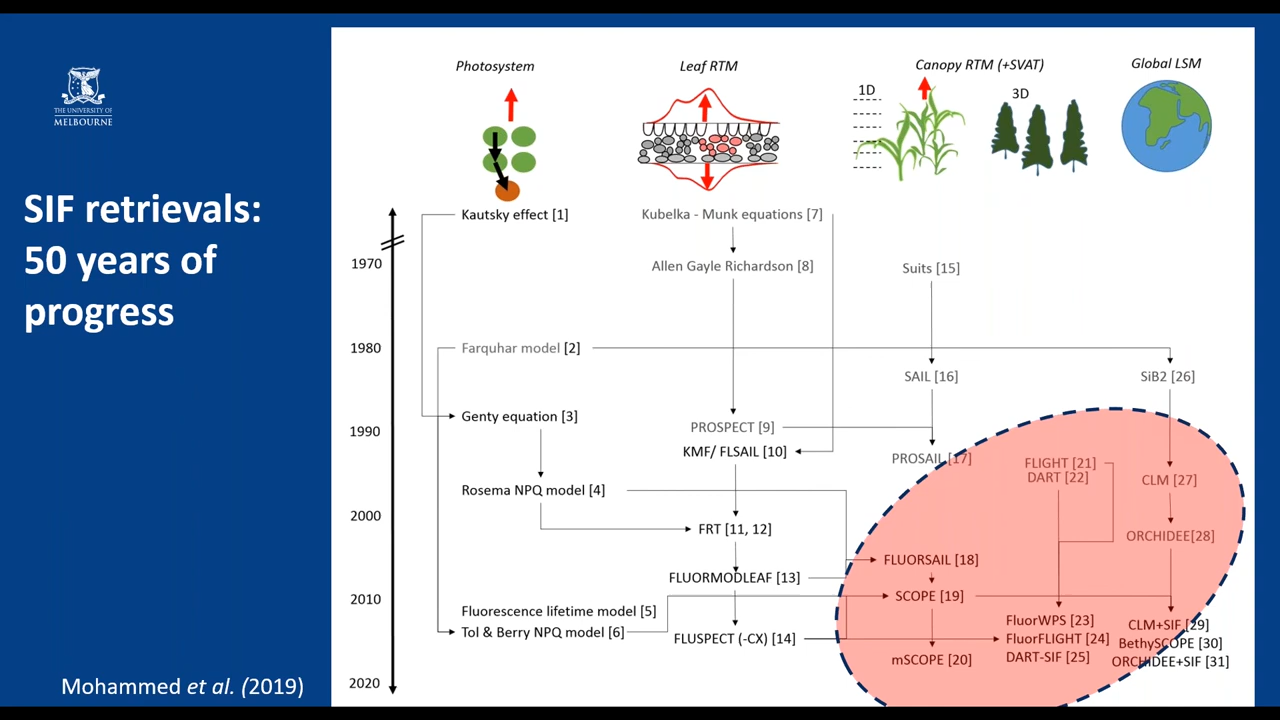 THE UNIVERSITY OF
MELBOURNE
SIF retrievals:
50 years of
progress
Mohammed et al. (2019)
Photosystem
Leaf RTM
Canopy RTM (+SVAT)
Global LSM
1D
3D
Kautsky effect [1]
Kubelka - Munk equations [7]
1970
Allen Gayle Richardson [8]
Suits [15]
1980
Farquhar model [2]
SAIL [16]
SiB2 [26]
Genty equation [3]
1990
PROSPECT [9]
KMF/ FLSAIL [10]
PROSAIL [17]
FLIGHT [21]
DART [22]
CLM [27]
Rosema NPQ model [4]
2000
FRT [11, 12]
ORCHIDEE[28]
FLUORSAIL [18]
FLUORMODLEAF [13]
2010
SCOPE [19]
Fluorescence lifetime model [5]
Tol & Berry NPQ model [6]
FLUSPECT (-CX) [14]
FluorWPS [23]
FluorFLIGHT [24]
DART-SIF [25]
CLM+SIF [29]
BethySCOPE [30]
ORCHIDEE+SIF [31]
mSCOPE [20]
2020